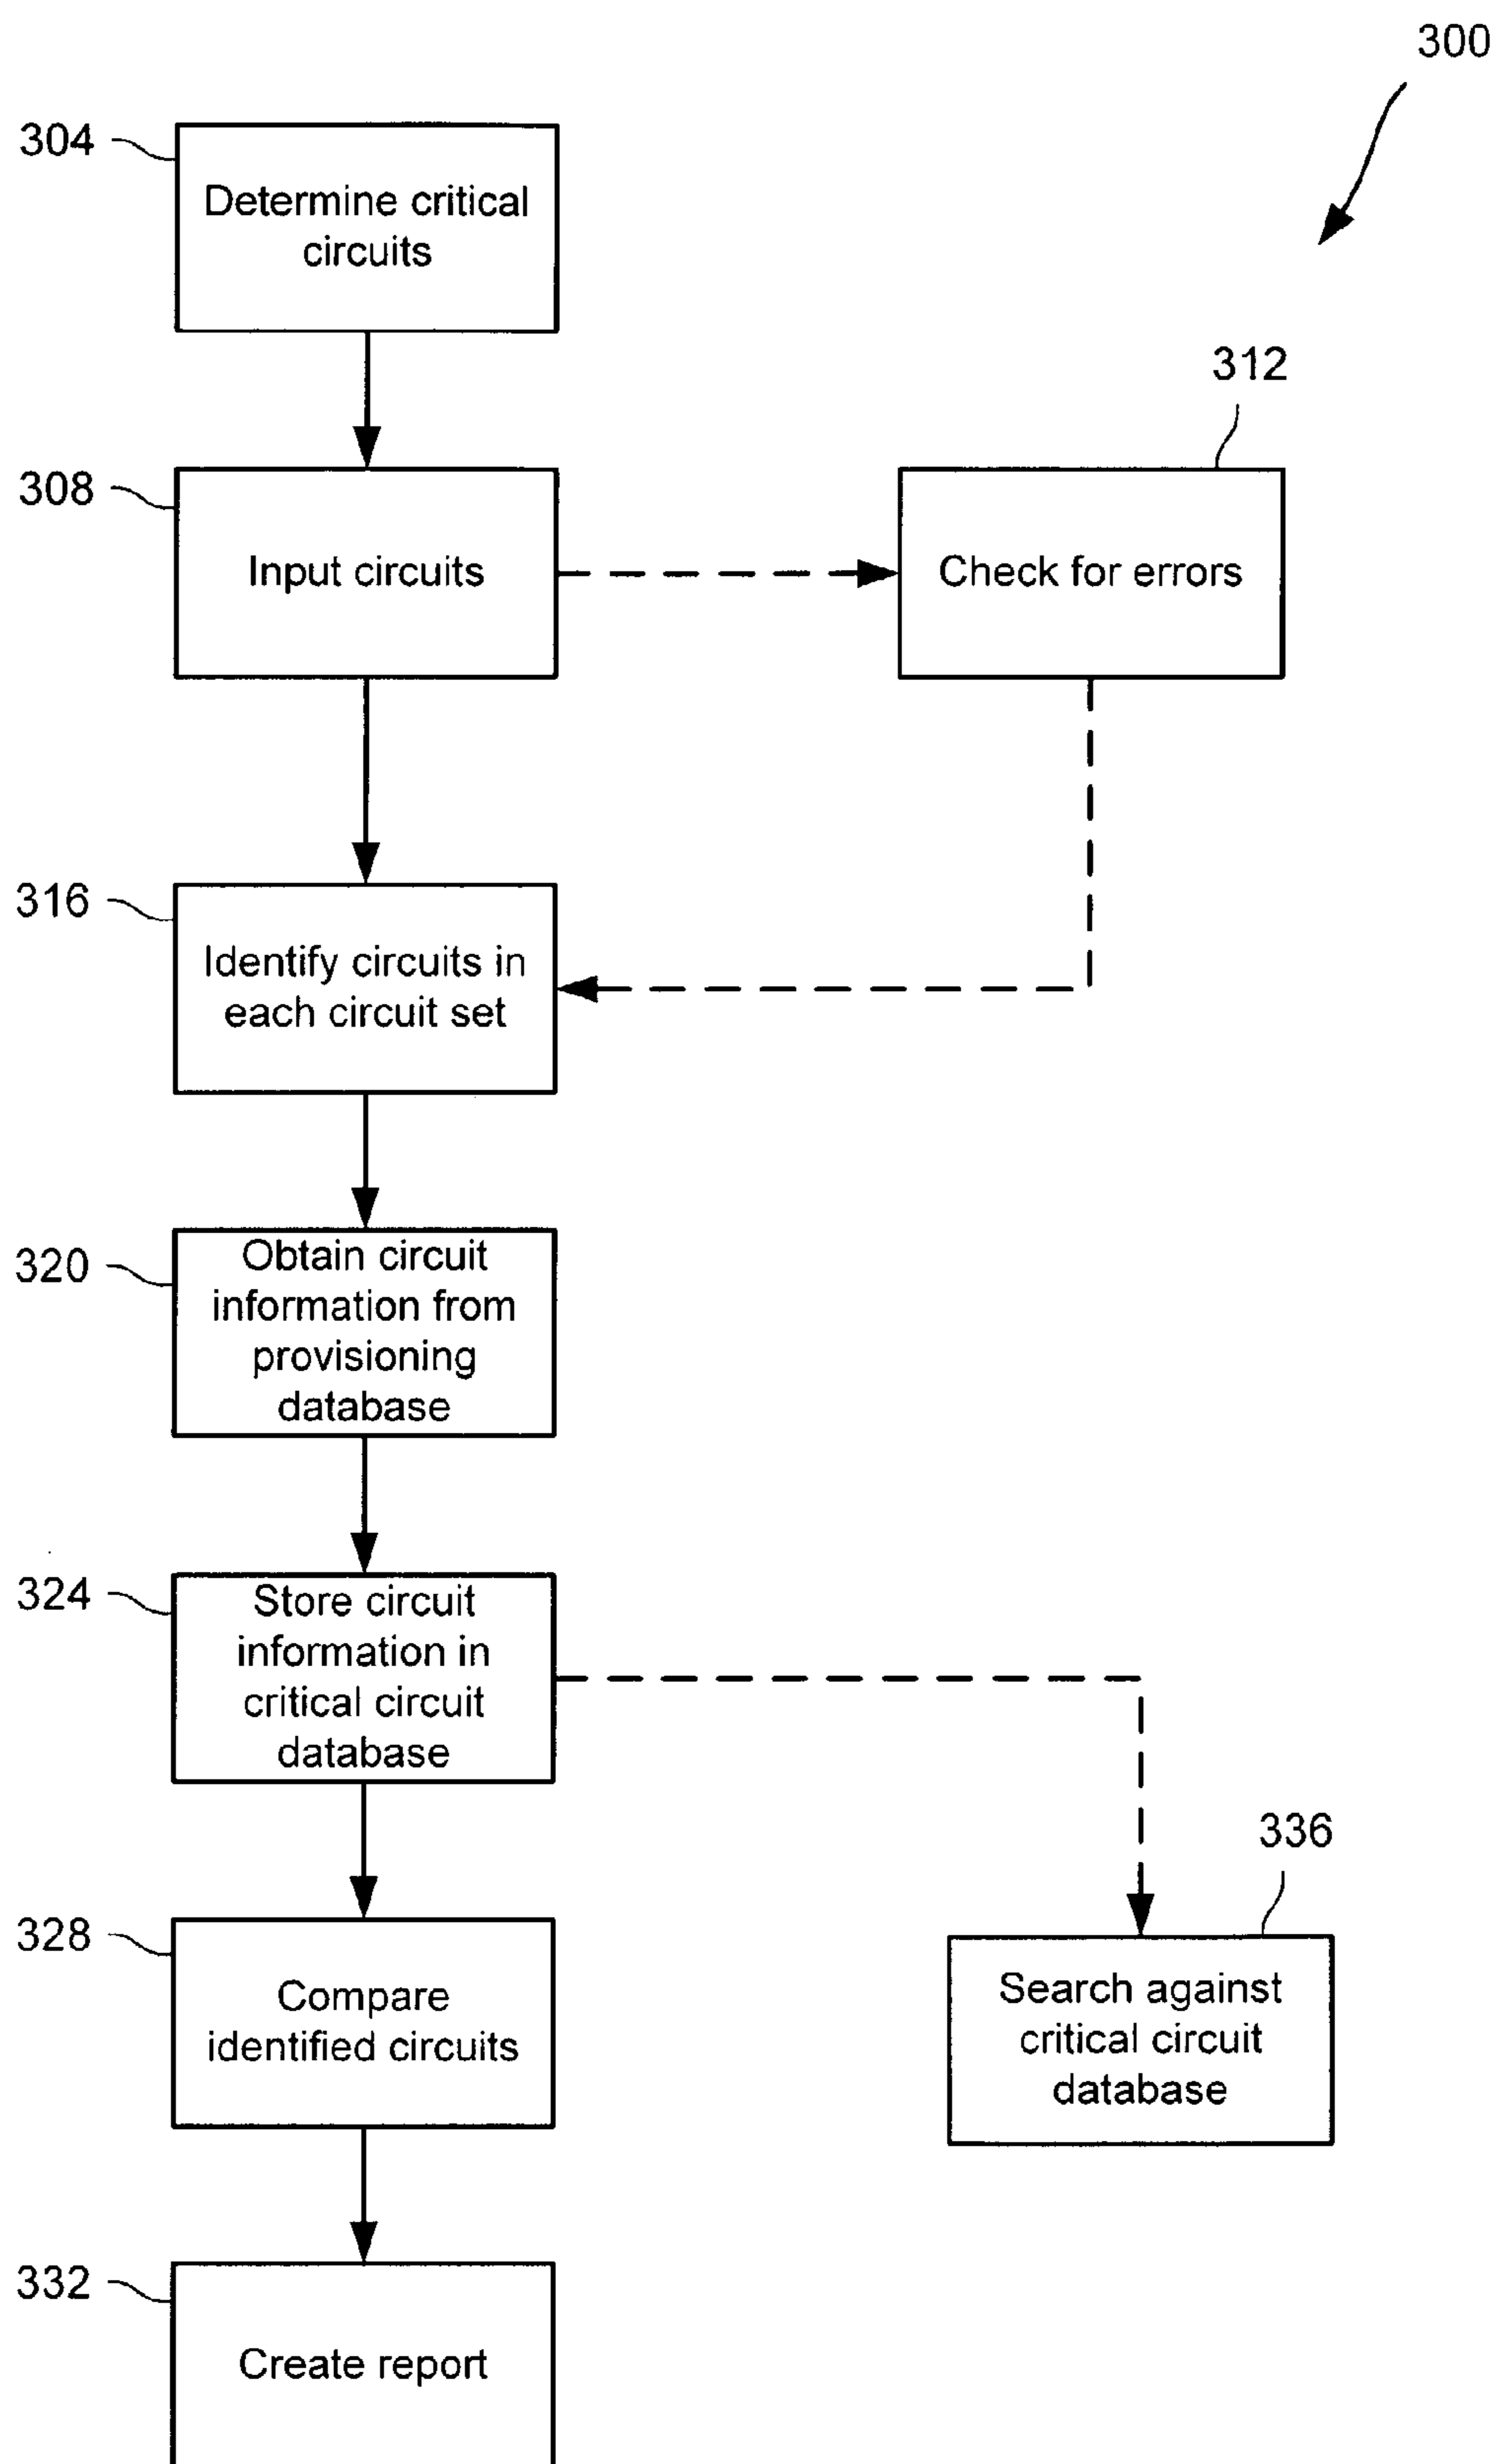 300
304
Determine critical
circuits
312
308
Input circuits
Check for errors
316
Identify circuits in
each circuit set
320
Obtain circuit
information from
provisioning
database
324
Store circuit
information in
critical circuit
database
336
328
Compare
identified circuits
Search against
critical circuit
database
332
Create report